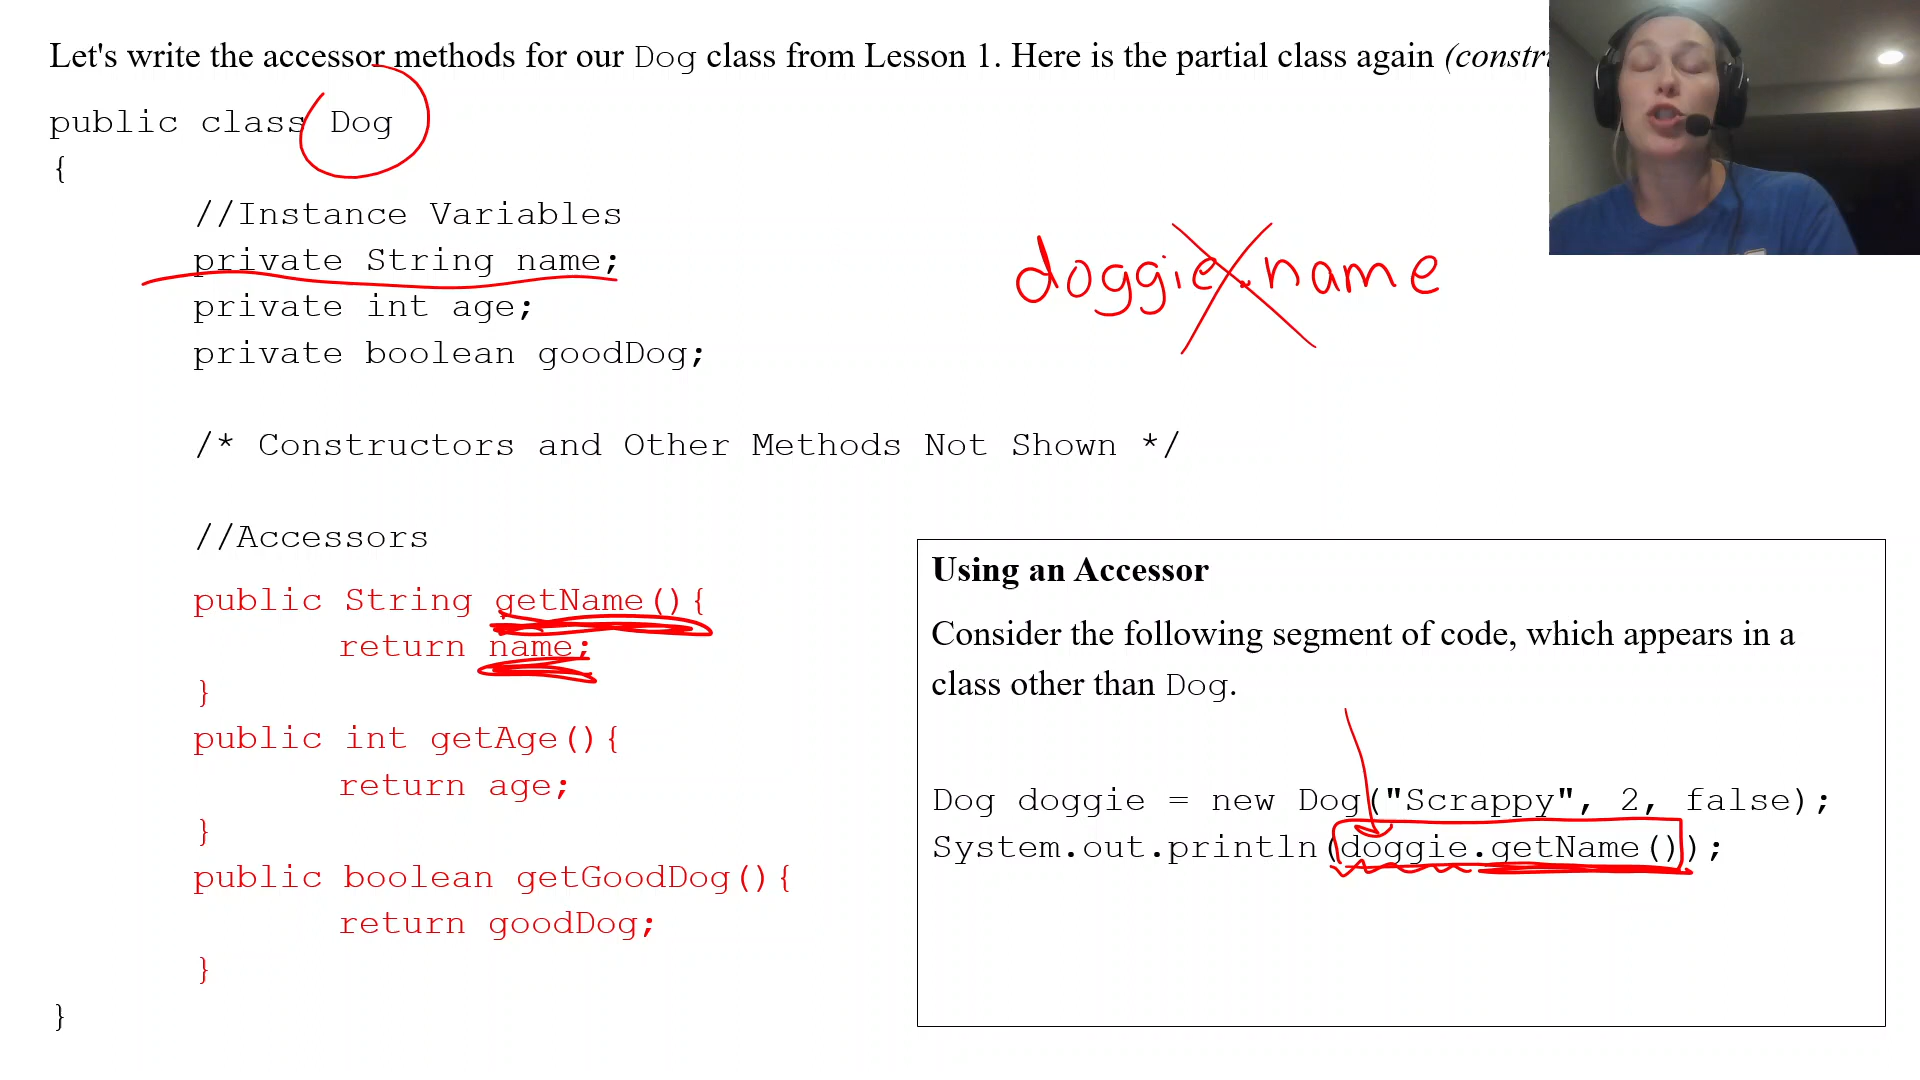 Let's write the accessor methods for our Dog class from Lesson 1. Here is the partial class again (constr
public class Dog
{
//Instance Variables
private String name;
private int age;
private boolean goodDog;
doggie.name
/* Constructors and Other Methods Not Shown */
//Accessors
public String getName(){
return name;
}
public int getAge(){
return age;
}
public boolean getGoodDog(){
return goodDog;
}
}
Using an Accessor
Consider the following segment of code, which appears in a
class other than Dog.
Dog doggie = new Dog("Scrappy", 2, false);
System.out.println(doggie.getName());